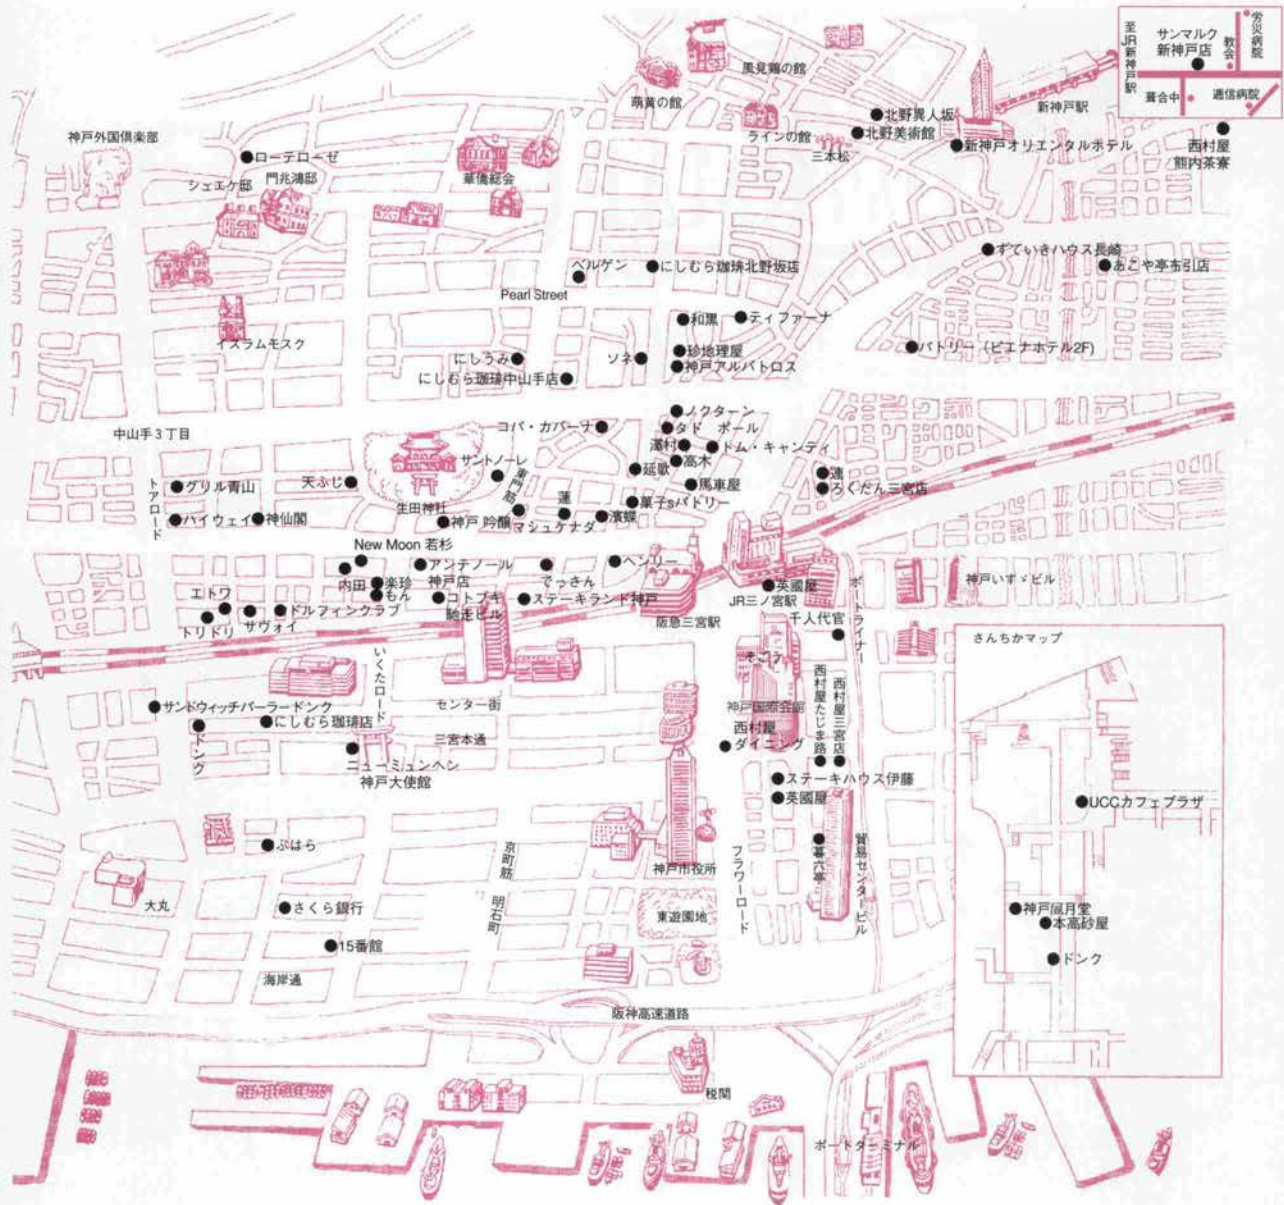 至JR新神戸駅
サンマルク
新神戸店
教会
労災病院
葺合中
逓信病院
風見鶏の館
萌黄の館
新神戸駅
ラインの館
三本松
北野異人坂
北野美術館
新神戸オリエンタルホテル
西村屋
熊内茶寮
神戸外国倶楽部
ローテローゼ
シュエケ邸
門兆鴻邸
華僑総会
イスラムモスク
ベルゲン
にしむら珈琲北野坂店
Pearl Street
すていきハウス長崎
あこや亭布引店
和黒
ティファーナ
珍地理屋
神戸アルバトロス
ソネ
にしうみ
にしむら珈琲中山手店
パトリー（ビエナホテル2F)
中山手3丁目
ノクターン
コパ・カバーナ
タド ポール
澤村
ドム・キャンティ
高木
延歌
馬車屋
蓮
ろくだん三宮店
サントノーレ
東門筋
トアロード
グリル青山
天ふじ
生田神社
ハイウェイ
神仙閣
神戸 吟醸
マシュケナダ
蓮
濱蝶
菓子sパトリー
New Moon 若杉
内田
楽珍
もん
アンテノール
神戸店
コトブキ
馳走ビル
でっさん
ヘンリー
ステーキランド神戸
阪急三宮駅
JR三ノ宮駅
英國屋
千人代官
ポートライナー
神戸いすゞビル
エトワ
トリドリ
サヴォイ
ドルフィンクラブ
いくたロード
センター街
そごう
神戸国際会館
西村屋たじま路
西村屋三宮店
サンドウィッチパーラードンク
ドンク
にしむら珈琲店
三宮本通
西村屋
ダイニング
ニューミュンヘン
神戸大使館
ステーキハウス伊藤
英國屋
ぶはら
京町筋
神戸市役所
フラワーロード
暮六亭
貿易センタービル
大丸
さくら銀行
明石町
東遊園地
15番館
海岸通
阪神高速道路
税関
ポートターミナル
さんちかマップ
UCCカフェプラザ
神戸風月堂
本高砂屋
ドンク